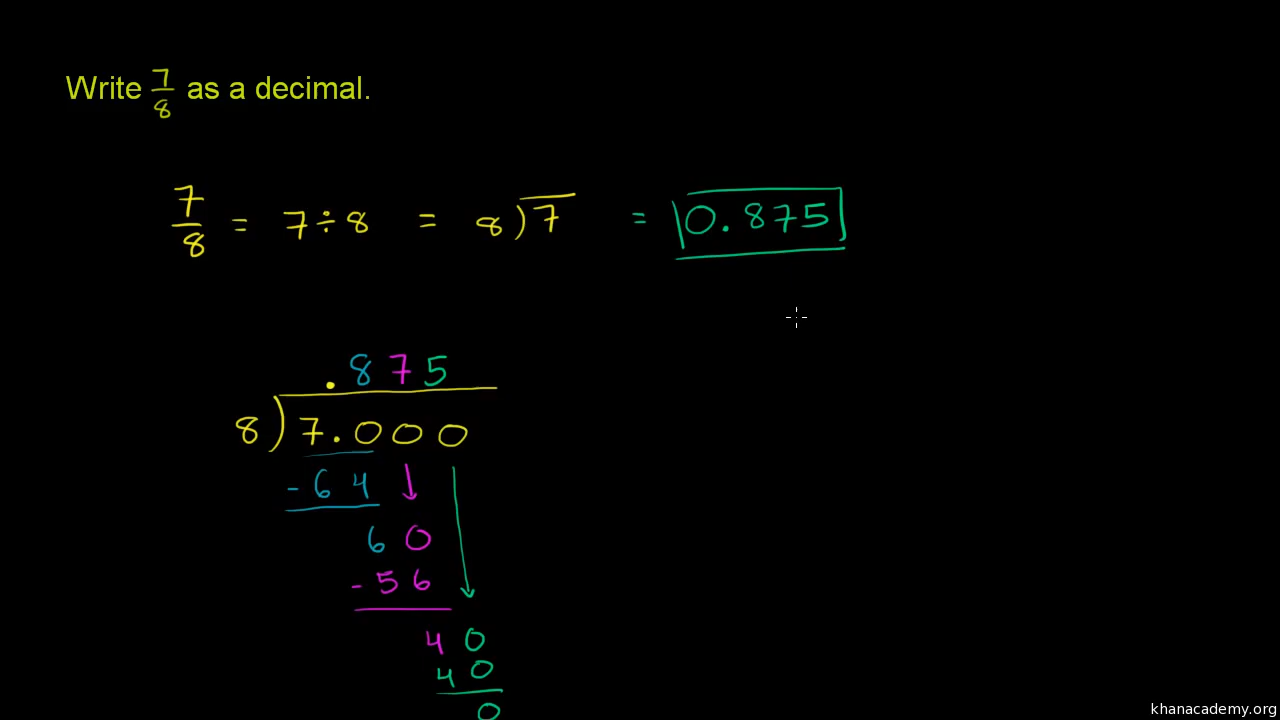 Write 7/8 as a decimal.
7/8 = 7 ÷ 8 = 8)7 = 0.875
.875
8)7.000
-64
60
-56
40
40
0
khanacademy.org